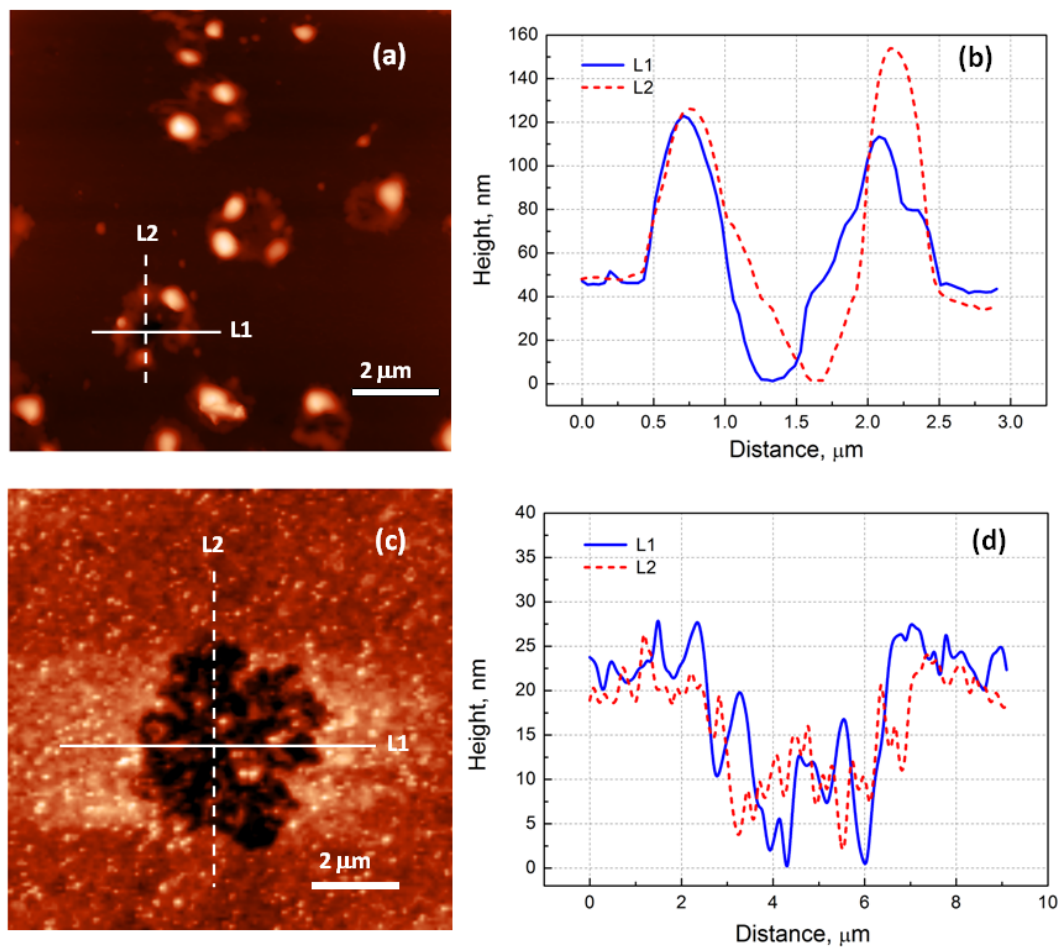 (a)
L2
L1
2 μm
(b)
L1
L2
Height, nm
160
140
120
100
80
60
40
20
0
0.0 0.5 1.0 1.5 2.0 2.5 3.0
Distance, μm
(c)
L2
L1
2 μm
(d)
L1
L2
Height, nm
40
35
30
25
20
15
10
5
0
0 2 4 6 8 10
Distance, μm